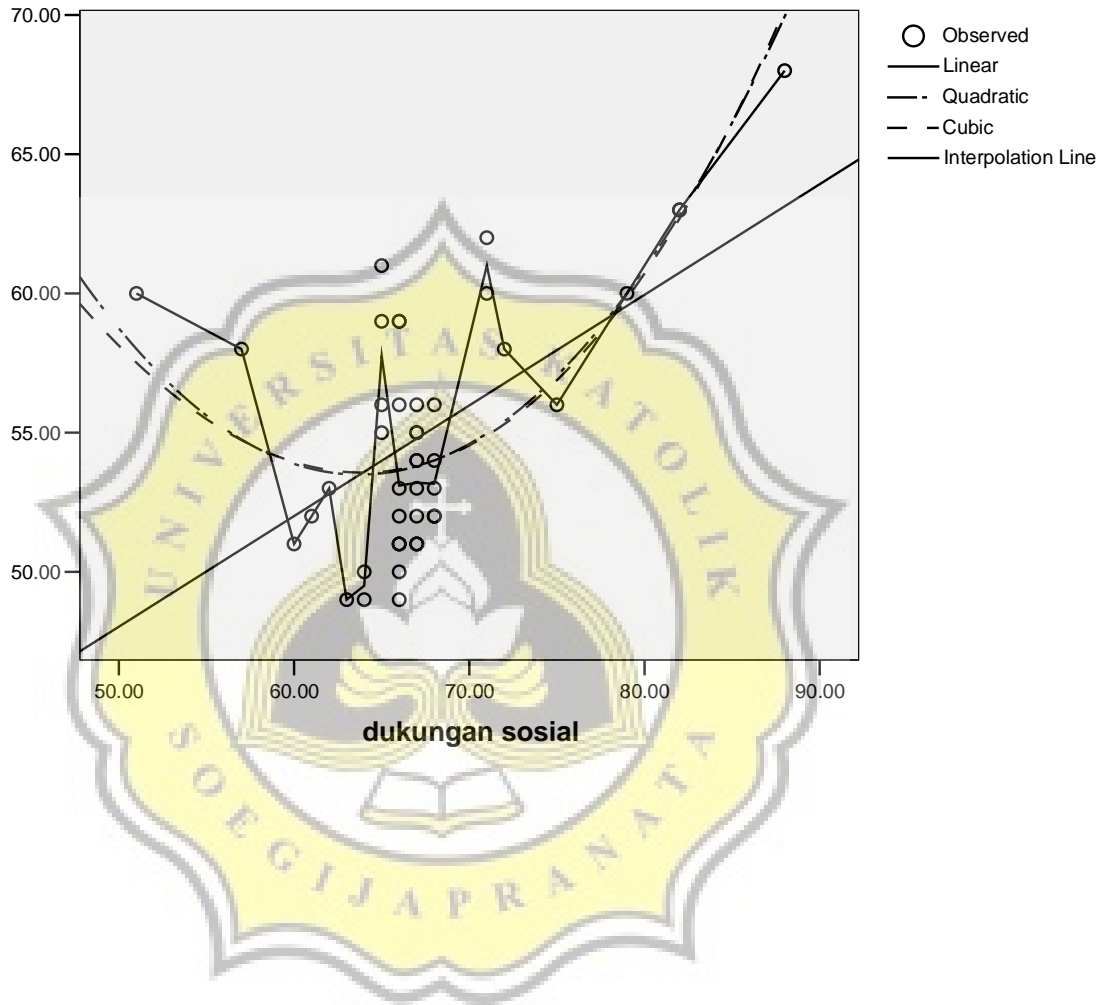 70.00
65.00
60.00
55.00
50.00
50.00 60.00 70.00 80.00 90.00
dukungan sosial
Observed
Linear
Quadratic
Cubic
Interpolation Line
UNIVERSITAS KATOLIK
SOEGIJAPRANATA